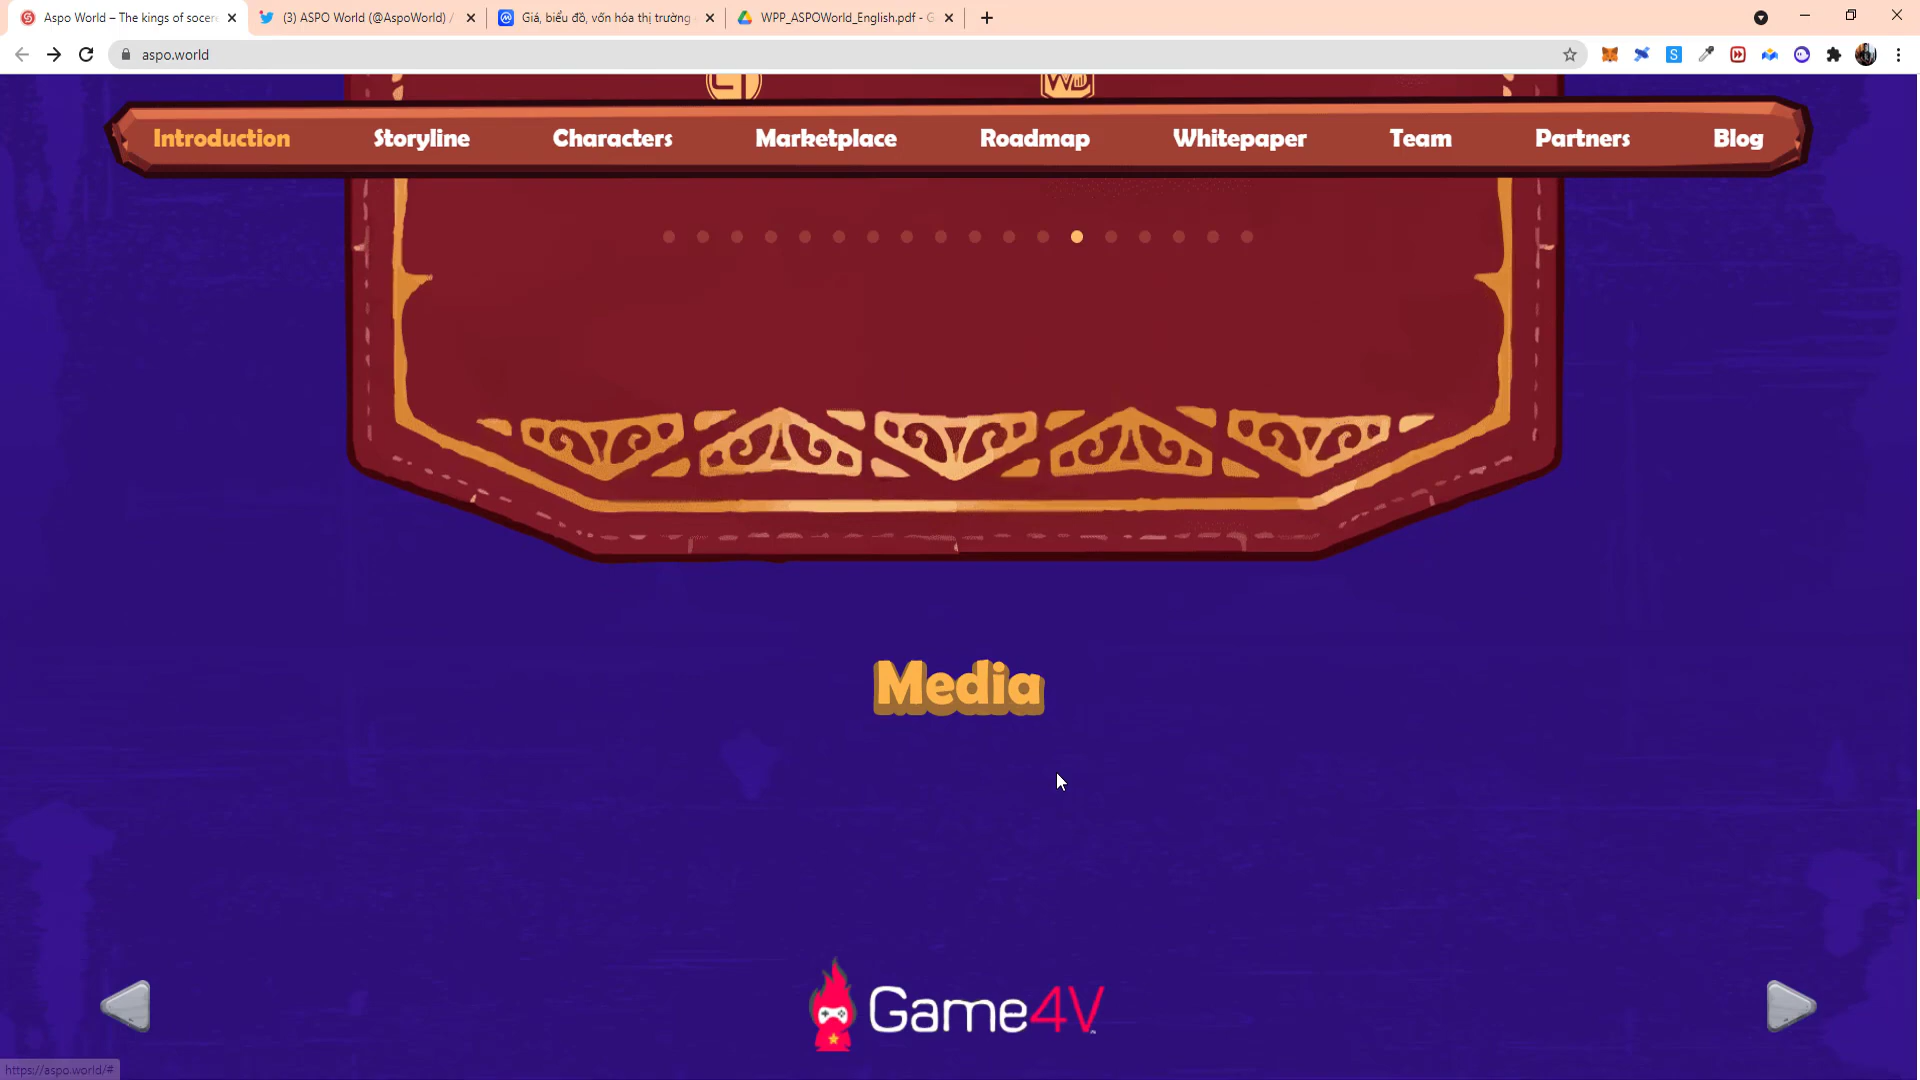 Aspo World – The kings of socere
(3) ASPO World (@AspoWorld) /
Giá, biểu đồ, vốn hóa thị trường
WPP_ASPOWorld_English.pdf - G
aspo.world
Introduction
Storyline
Characters
Marketplace
Roadmap
Whitepaper
Team
Partners
Blog
Media
Game4V
https://aspo.world/#